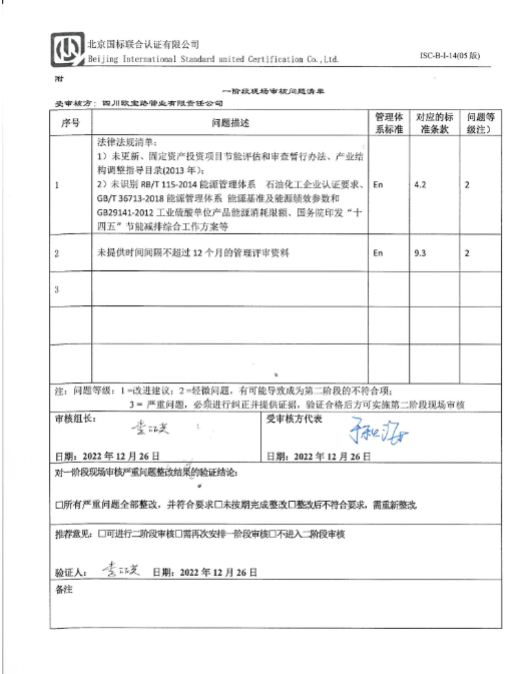 北京国标联合认证有限公司
Beijing International Standard united Certification Co.,Ltd.
ISC-B-I-14(05 版)
附
一阶段现场审核问题清单
受审核方：四川欧宝路管业有限责任公司
序号 问题描述 管理体系标准 对应的标准条款 问题等级注）
法律法规清单：
1）未更新、固定资产投资项目节能评估和审查暂行办法、产业结
构调整指导目录(2013 年)；
1 2）未识别 RB/T 115-2014 能源管理体系 石油化工企业认证要求、 En 4.2 2
GB/T 36713-2018 能源管理体系 能源基准及能源绩效参数和
GB29141-2012 工业硫酸单位产品能源消耗限额、国务院印发“十
四五”节能减排综合工作方案等
2 未提供时间间隔不超过 12 个月的管理评审资料 En 9.3 2
3
注：问题等级：1 =改进建议；2 =轻微问题，有可能导致成为第二阶段的不符合项；
3 = 严重问题，必须进行纠正并提供证据，验证合格后方可实施第二阶段现场审核
审核组长： 受审核方代表
日期：2022 年 12 月 26 日 日期：2022 年 12 月 26 日
对一阶段现场审核严重问题整改结果的验证结论：
□所有严重问题全部整改，并符合要求□未按期完成整改□整改后不符合要求，需重新整改
推荐意见：□可进行二阶段审核□需再次安排一阶段审核□不进入二阶段审核
验证人： 日期：2022 年 12 月 26 日
备注